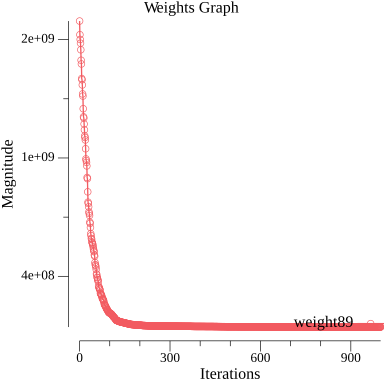 Weights Graph
2e+09
1e+09
4e+08
Magnitude
weight89
0 300 600 900
Iterations